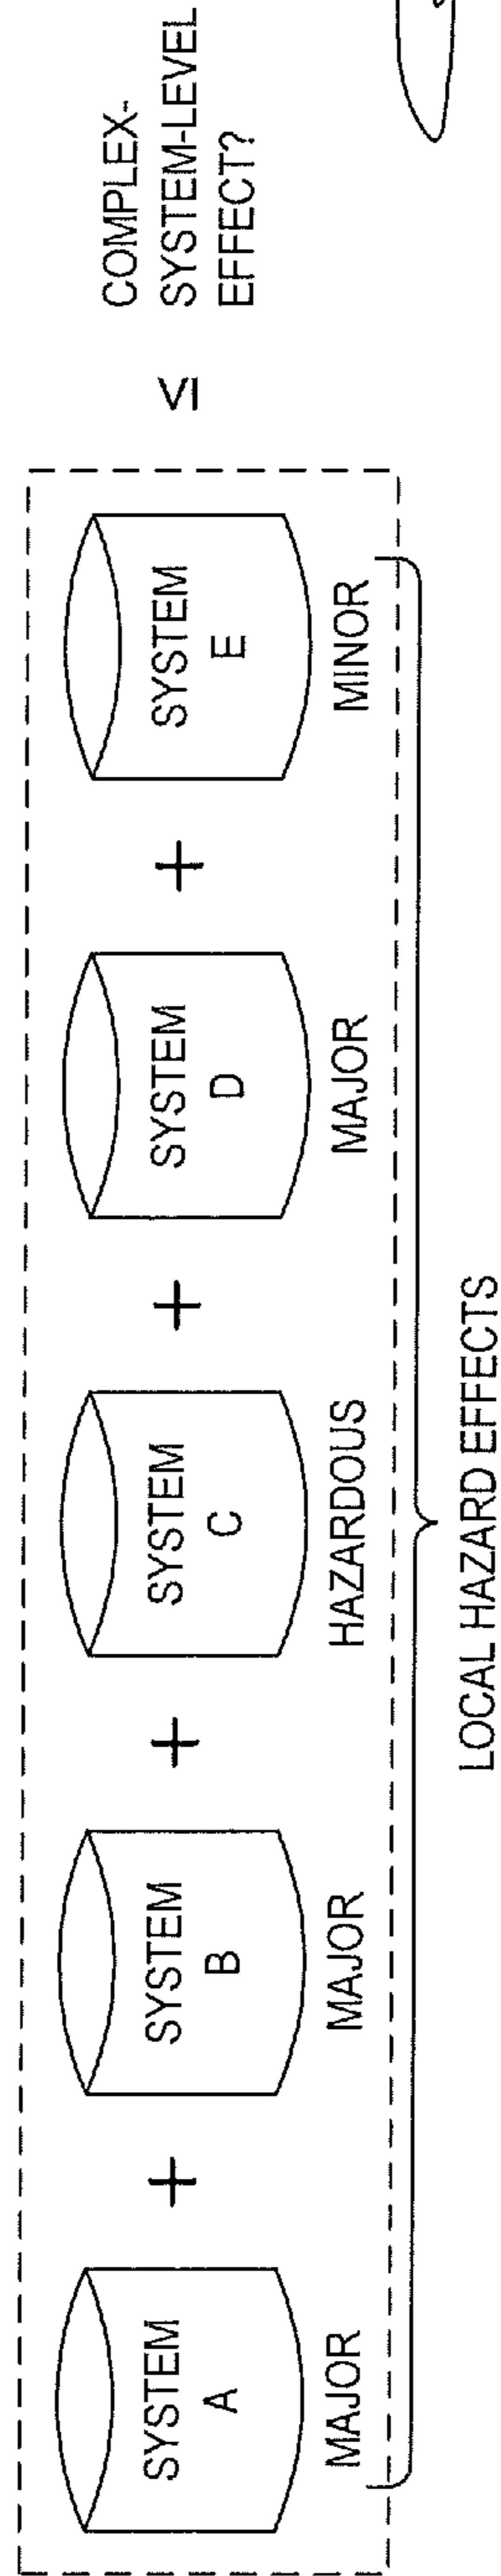 SYSTEM
A
MAJOR
+
SYSTEM
B
MAJOR
+
SYSTEM
C
HAZARDOUS
+
SYSTEM
D
MAJOR
+
SYSTEM
E
MINOR
≤
COMPLEX-
SYSTEM-LEVEL
EFFECT?
LOCAL HAZARD EFFECTS